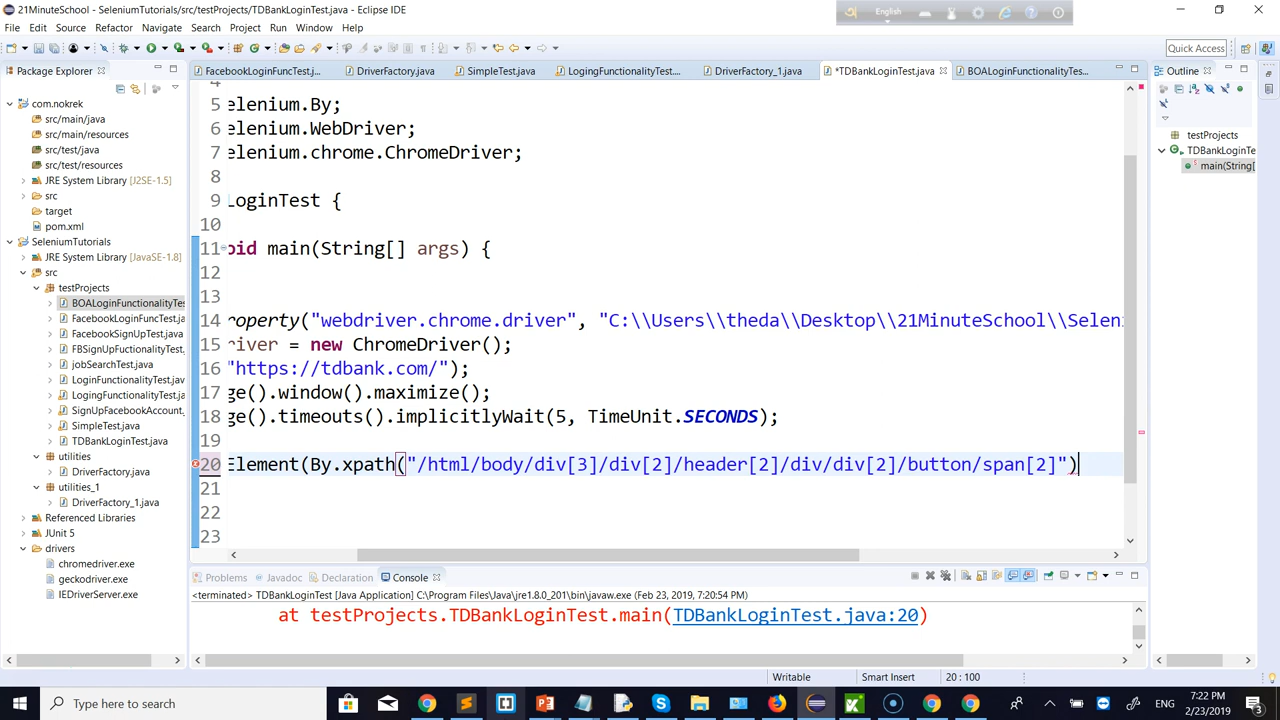 21MinuteSchool - SeleniumTutorials/src/testProjects/TDBankLoginTest.java - Eclipse IDE
English
File Edit Source Refactor Navigate Search Project Run Window Help
Quick Access
Package Explorer
FacebookLoginFuncTest.j... DriverFactory.java SimpleTest.java LogingFunctionalityTest.... DriverFactory_1.java *TDBankLoginTest.java BOALoginFunctionalityTes...
Outline
com.nokrek
src/main/java
src/main/resources
src/test/java
src/test/resources
JRE System Library [J2SE-1.5]
src
target
pom.xml
SeleniumTutorials
JRE System Library [JavaSE-1.8]
src
testProjects
BOALoginFunctionalityTe
FacebookLoginFuncTest.j
FacebookSignUpTest.java
FBSignUpFuctionalityTest
jobSearchTest.java
LoginFunctionalityTest.jav
LogingFunctionalityTest.j
SignUpFacebookAccount.
SimpleTest.java
TDBankLoginTest.java
utilities
DriverFactory.java
utilities_1
DriverFactory_1.java
Referenced Libraries
JUnit 5
drivers
chromedriver.exe
geckodriver.exe
IEDriverServer.exe
4
5 elenium.By;
6 elenium.WebDriver;
7 elenium.chrome.ChromeDriver;
8
9 LoginTest {
10
11 oid main(String[] args) {
12
13
14 roperty("webdriver.chrome.driver", "C:\\Users\\theda\\Desktop\\21MinuteSchool\\Seleni
15 river = new ChromeDriver();
16 "https://tdbank.com/");
17 ge().window().maximize();
18 ge().timeouts().implicitlyWait(5, TimeUnit.SECONDS);
19
20 Element(By.xpath("/html/body/div[3]/div[2]/header[2]/div/div[2]/button/span[2]")
21
22
23
testProjects
TDBankLoginTe
main(String[
Problems Javadoc Declaration Console
<terminated> TDBankLoginTest [Java Application] C:\Program Files\Java\jre1.8.0_201\bin\javaw.exe (Feb 23, 2019, 7:20:54 PM)
at testProjects.TDBankLoginTest.main(TDBankLoginTest.java:20)
Writable Smart Insert 20 : 100
Type here to search
ENG
7:22 PM
2/23/2019
3